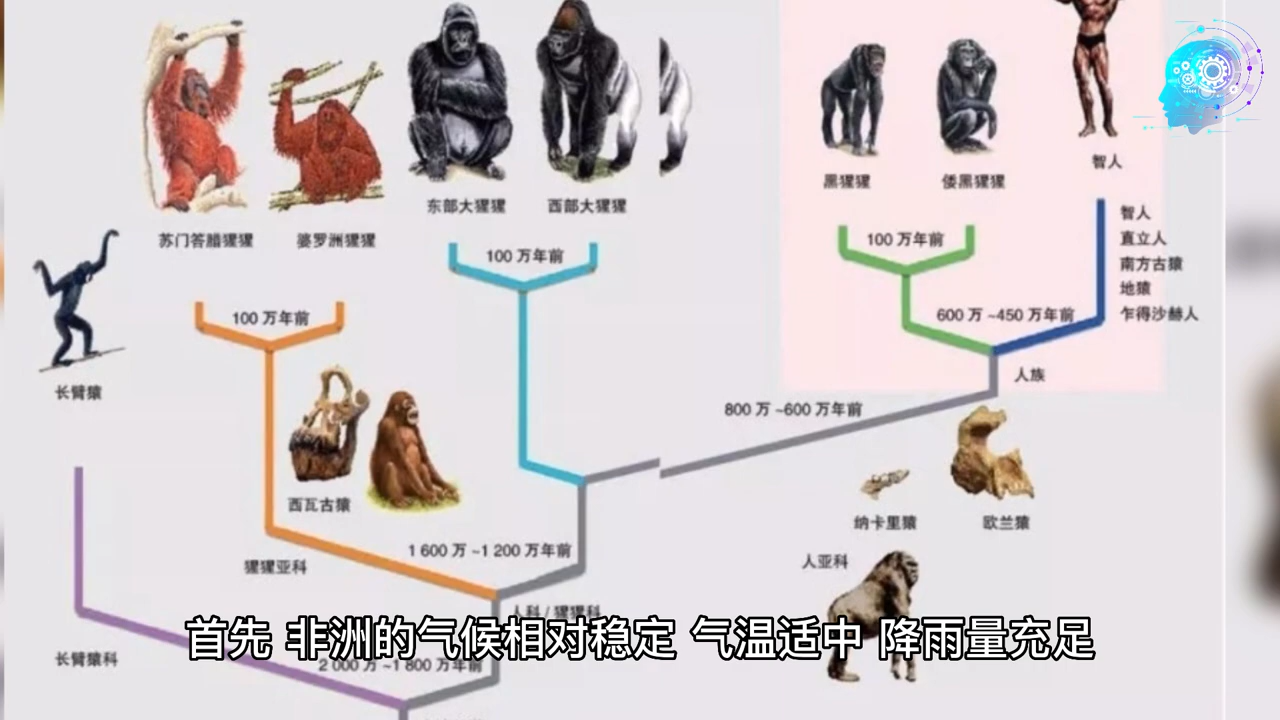 智人
黑猩猩
倭黑猩猩
东部大猩猩
西部大猩猩
苏门答腊猩猩
婆罗洲猩猩
智人
直立人
南方古猿
地猿
乍得沙赫人
100 万年前
100 万年前
100 万年前
600 万 ~450 万年前
人族
长臂猿
800 万 ~600 万年前
西瓦古猿
纳卡里猿
欧兰猿
1 600 万 ~1 200 万年前
人亚科
猩猩亚科
人科 / 猩猩科
首先 非洲的气候相对稳定 气温适中 降雨量充足
长臂猿科
2 000 万 ~1 800 万年前